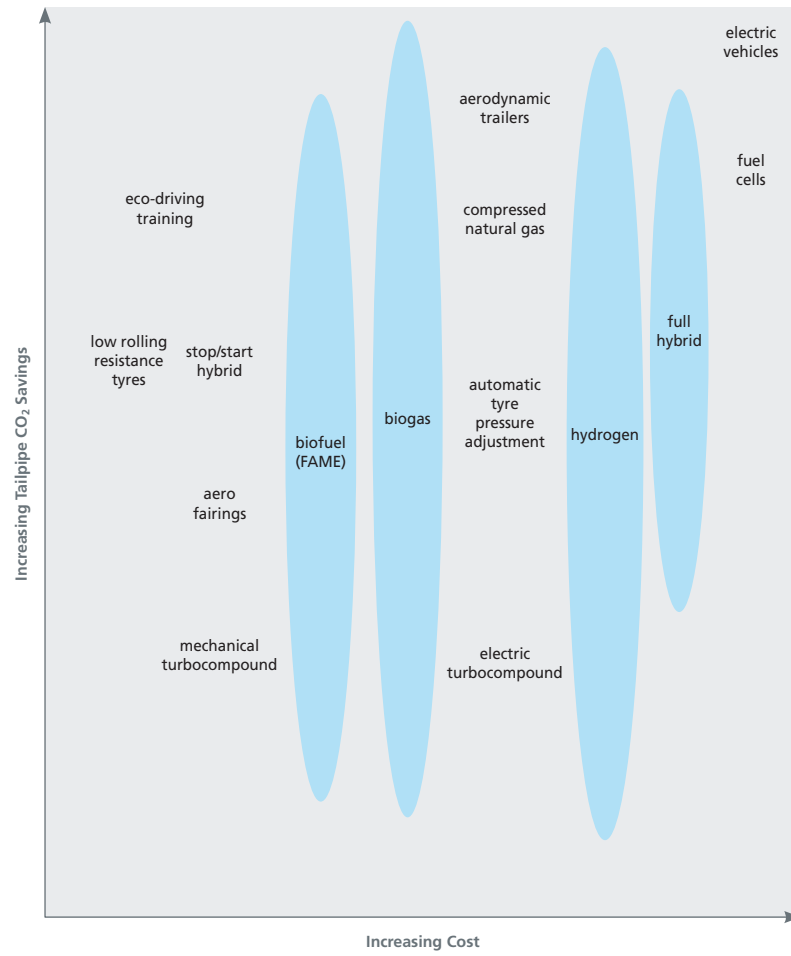 electric
vehicles
aerodynamic
trailers
fuel
cells
eco-driving
training
compressed
natural gas
full
hybrid
low rolling
resistance
tyres
stop/start
hybrid
automatic
tyre
pressure
adjustment
biogas
hydrogen
biofuel
(FAME)
aero
fairings
mechanical
turbocompound
electric
turbocompound
Increasing Tailpipe CO₂ Savings
Increasing Cost